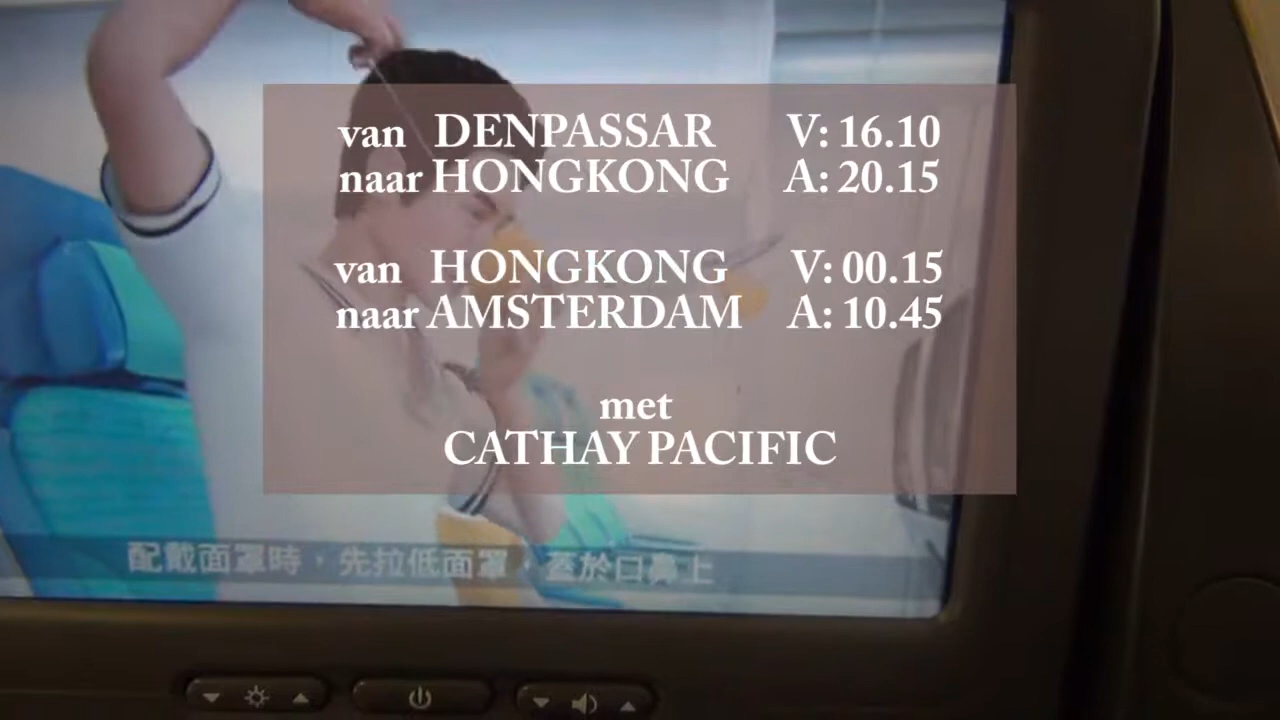 van DENPASSAR V: 16.10
naar HONGKONG A: 20.15
van HONGKONG V: 00.15
naar AMSTERDAM A: 10.45
met
CATHAY PACIFIC
配戴面罩時，先拉低面罩，蓋於口鼻上